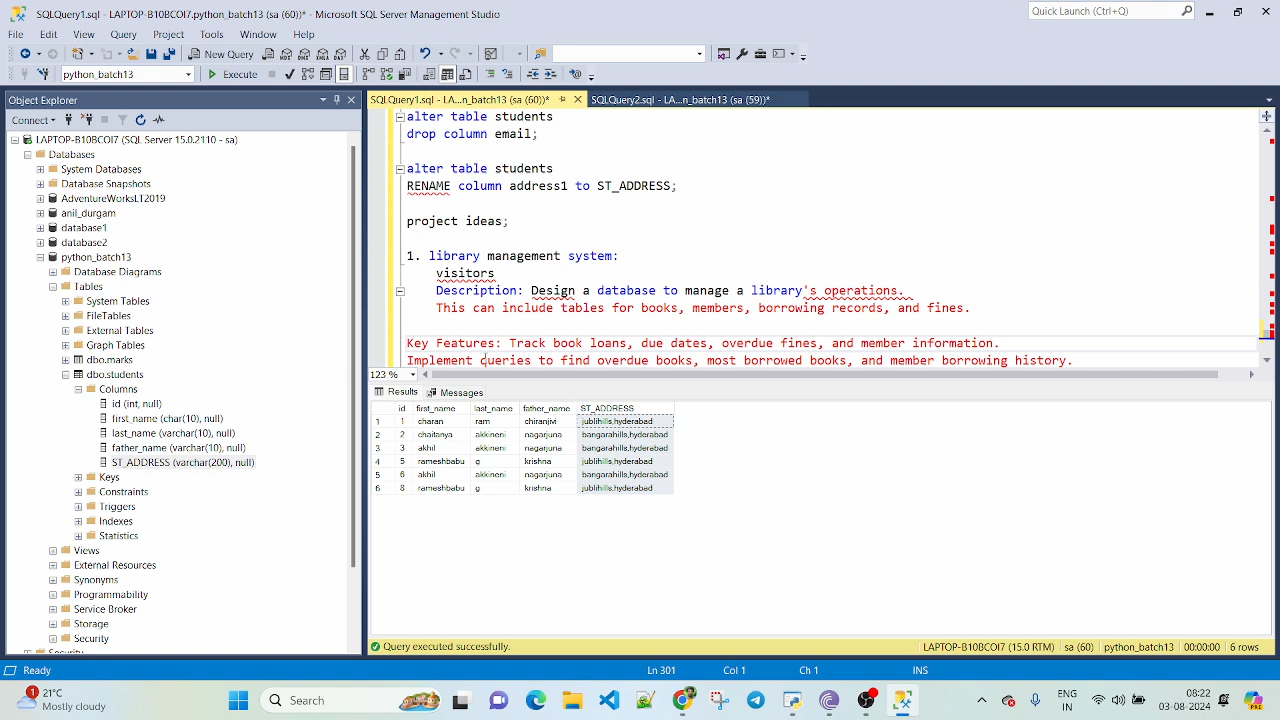 SQLQuery1.sql - LAPTOP-B10BCOI7.python_batch13 (sa (60))* - Microsoft SQL Server Management Studio
Quick Launch (Ctrl+Q)
File Edit View Query Project Tools Window Help
New Query
python_batch13 Execute
Object Explorer
SQLQuery1.sql - LA...n_batch13 (sa (60))* SQLQuery2.sql - LA...n_batch13 (sa (59))*
Connect
LAPTOP-B10BCOI7 (SQL Server 15.0.2110 - sa)
Databases
System Databases
Database Snapshots
AdventureWorksLT2019
anil_durgam
database1
database2
python_batch13
Database Diagrams
Tables
System Tables
FileTables
External Tables
Graph Tables
dbo.marks
dbo.students
Columns
id (int, null)
first_name (char(10), null)
last_name (varchar(10), null)
father_name (varchar(10), null)
ST_ADDRESS (varchar(200), null)
Keys
Constraints
Triggers
Indexes
Statistics
Views
External Resources
Synonyms
Programmability
Service Broker
Storage
Security
alter table students
drop column email;
alter table students
RENAME column address1 to ST_ADDRESS;
project ideas;
1. library management system:
visitors
Description: Design a database to manage a library's operations.
This can include tables for books, members, borrowing records, and fines.
Key Features: Track book loans, due dates, overdue fines, and member information.
Implement queries to find overdue books, most borrowed books, and member borrowing history.
123 %
Results Messages
id first_name last_name father_name ST_ADDRESS
1 1 charan ram chiranjivi jublihills,hyderabad
2 2 chaitanya akkineni nagarjuna bangarahills,hyderabad
3 3 akhil akkineni nagarjuna bangarahills,hyderabad
4 5 rameshbabu g krishna jublihills,hyderabad
5 6 akhil akkineni nagarjuna bangarahills,hyderabad
6 8 rameshbabu g krishna jublihills,hyderabad
Query executed successfully. LAPTOP-B10BCOI7 (15.0 RTM) sa (60) python_batch13 00:00:00 6 rows
Ready Ln 301 Col 1 Ch 1 INS
1 21°C
Mostly cloudy
Search
ENG
IN
08:22
03-08-2024